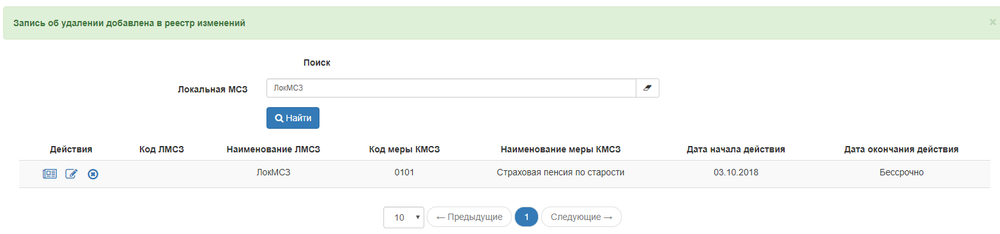 Запись об удалении добавлена в реестр изменений ×
Поиск
Локальная МСЗ ЛокМСЗ
Найти
Действия Код ЛМСЗ Наименование ЛМСЗ Код меры КМСЗ Наименование меры КМСЗ Дата начала действия Дата окончания действия
ЛокМСЗ 0101 Страховая пенсия по старости 03.10.2018 Бессрочно
10 ← Предыдущие 1 Следующие →